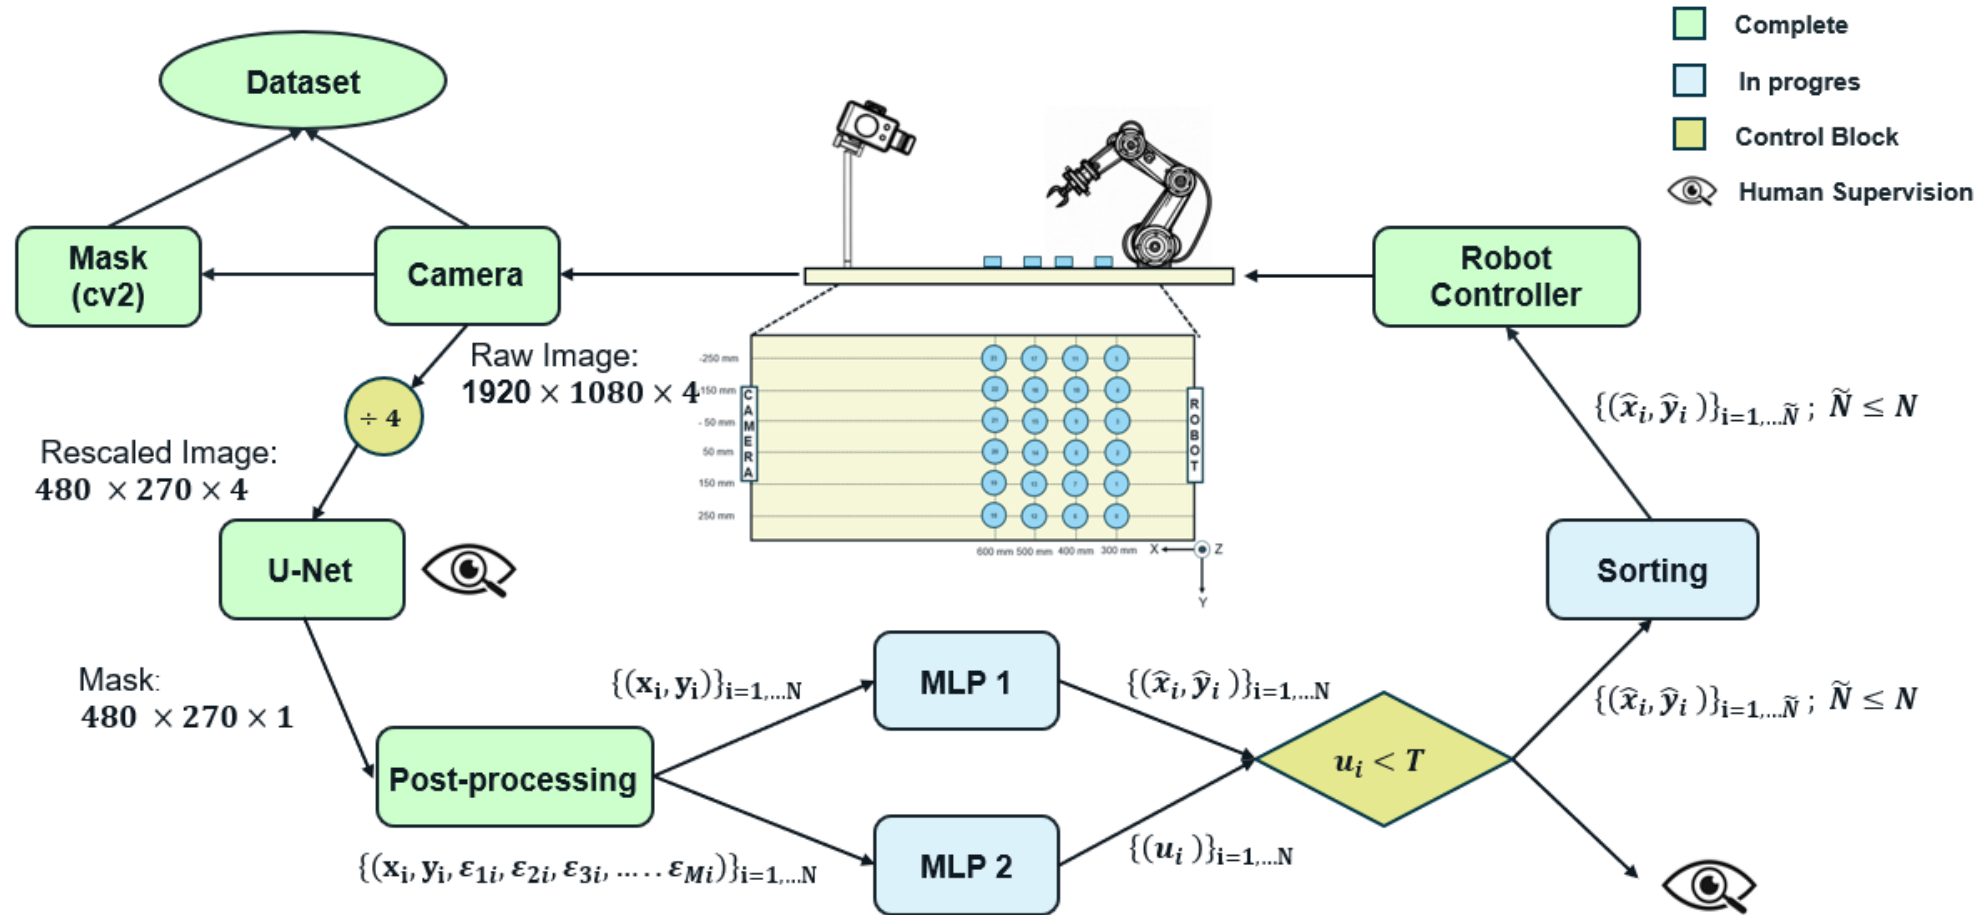 Complete
In progres
Control Block
Human Supervision
Dataset
Mask
(cv2)
Camera
Robot
Controller
Raw Image:
1920 × 1080 × 4
÷ 4
Rescaled Image:
480 × 270 × 4
-250 mm
150 mm
- 50 mm
50 mm
150 mm
250 mm
CAMERA
ROBOT
600 mm 500 mm 400 mm 300 mm
X
Z
Y
{(x̂ᵢ, ŷᵢ )}i=1,...Ñ ; Ñ ≤ N
U-Net
Sorting
Mask:
480 × 270 × 1
{(xᵢ, yᵢ)}i=1,...N
MLP 1
{(x̂ᵢ, ŷᵢ )}i=1,...N
{(x̂ᵢ, ŷᵢ )}i=1,...Ñ ; Ñ ≤ N
Post-processing
uᵢ < T
{(xᵢ, yᵢ, ε1i, ε2i, ε3i, ….. εMi)}i=1,...N
MLP 2
{(uᵢ )}i=1,...N